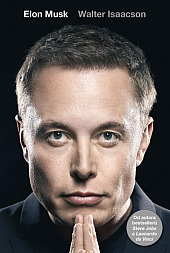 Elon Musk Walter Isaacson
Od autora
bestsellerů
Steve Jobs
a Leonardo
da Vinci